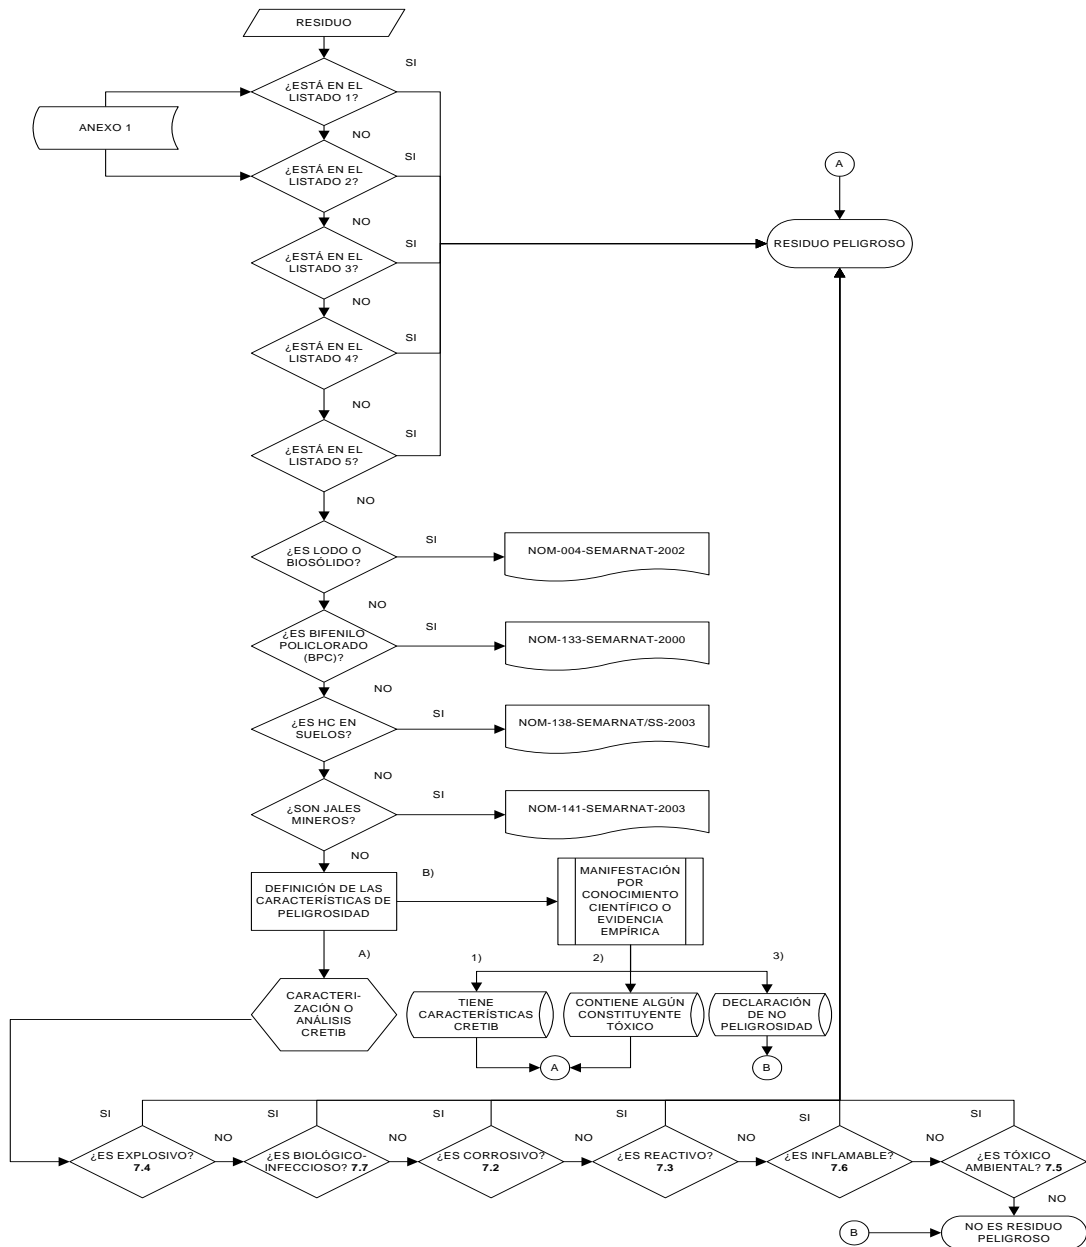 RESIDUO
SI
¿ESTÁ EN EL
LISTADO 1?
ANEXO 1
NO
SI
¿ESTÁ EN EL
LISTADO 2?
A
NO
SI
RESIDUO PELIGROSO
¿ESTÁ EN EL
LISTADO 3?
NO
SI
¿ESTÁ EN EL
LISTADO 4?
NO
SI
¿ESTÁ EN EL
LISTADO 5?
NO
SI
¿ES LODO O
BIOSÓLIDO?
NOM-004-SEMARNAT-2002
NO
SI
¿ES BIFENILO
POLICLORADO
(BPC)?
NOM-133-SEMARNAT-2000
NO
SI
¿ES HC EN
SUELOS?
NOM-138-SEMARNAT/SS-2003
NO
SI
¿SON JALES
MINEROS?
NOM-141-SEMARNAT-2003
NO
B)
DEFINICIÓN DE LAS
CARACTERÍSTICAS DE
PELIGROSIDAD
MANIFESTACIÓN
POR
CONOCIMIENTO
CIENTÍFICO O
EVIDENCIA
EMPÍRICA
A)
1)
2)
3)
CARACTERI-
ZACIÓN O
ANÁLISIS
CRETIB
TIENE
CARACTERÍSTICAS
CRETIB
CONTIENE ALGÚN
CONSTITUYENTE
TÓXICO
DECLARACIÓN
DE NO
PELIGROSIDAD
A
B
SI
SI
SI
SI
SI
SI
¿ES EXPLOSIVO?
7.4
NO
¿ES BIOLÓGICO-
INFECCIOSO? 7.7
NO
¿ES CORROSIVO?
7.2
NO
¿ES REACTIVO?
7.3
NO
¿ES INFLAMABLE?
7.6
NO
¿ES TÓXICO
AMBIENTAL? 7.5
NO
B
NO ES RESIDUO
PELIGROSO